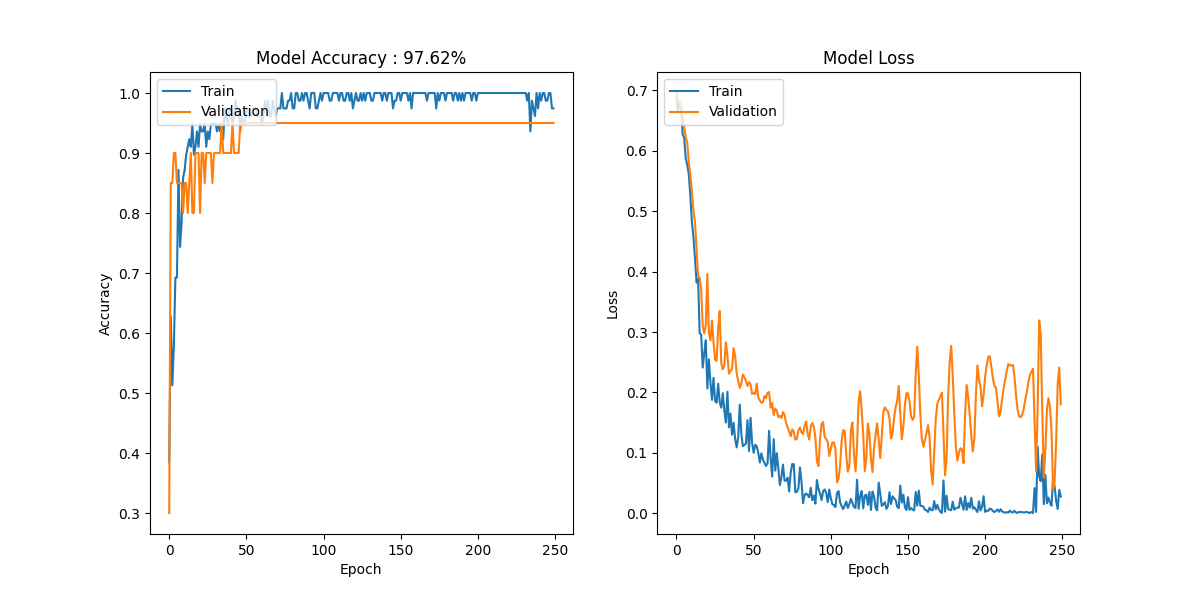 Model Accuracy : 97.62%
Train
Validation
1.0
0.9
0.8
0.7
0.6
0.5
0.4
0.3
Accuracy
0 50 100 150 200 250
Epoch
Model Loss
Train
Validation
0.7
0.6
0.5
0.4
0.3
0.2
0.1
0.0
Loss
0 50 100 150 200 250
Epoch